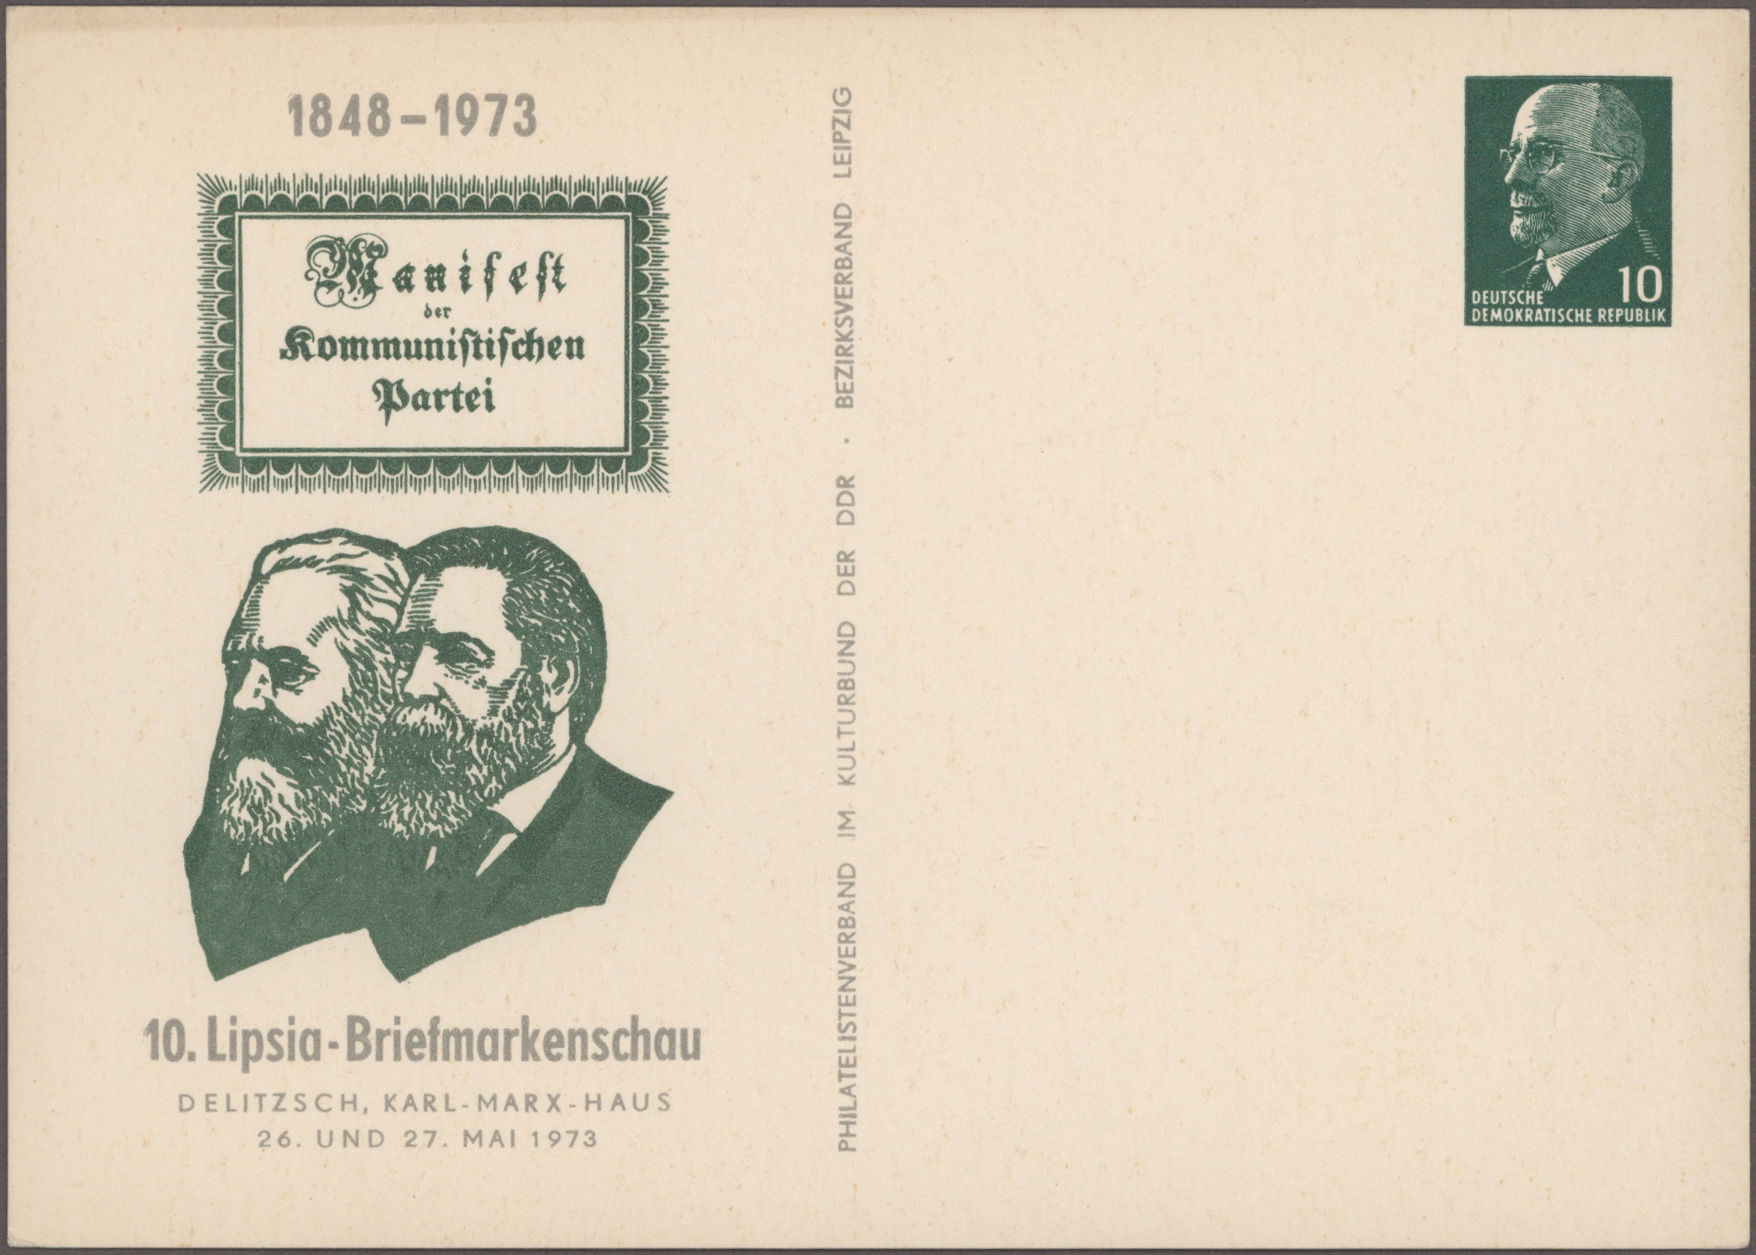 1848–1973
Manifest
der
Kommunistischen
Partei
10. Lipsia-Briefmarkenschau
DELITZSCH, KARL-MARX-HAUS
26. UND 27. MAI 1973
PHILATELISTENVERBAND IM KULTURBUND DER DDR · BEZIRKSVERBAND LEIPZIG
10
DEUTSCHE
DEMOKRATISCHE REPUBLIK